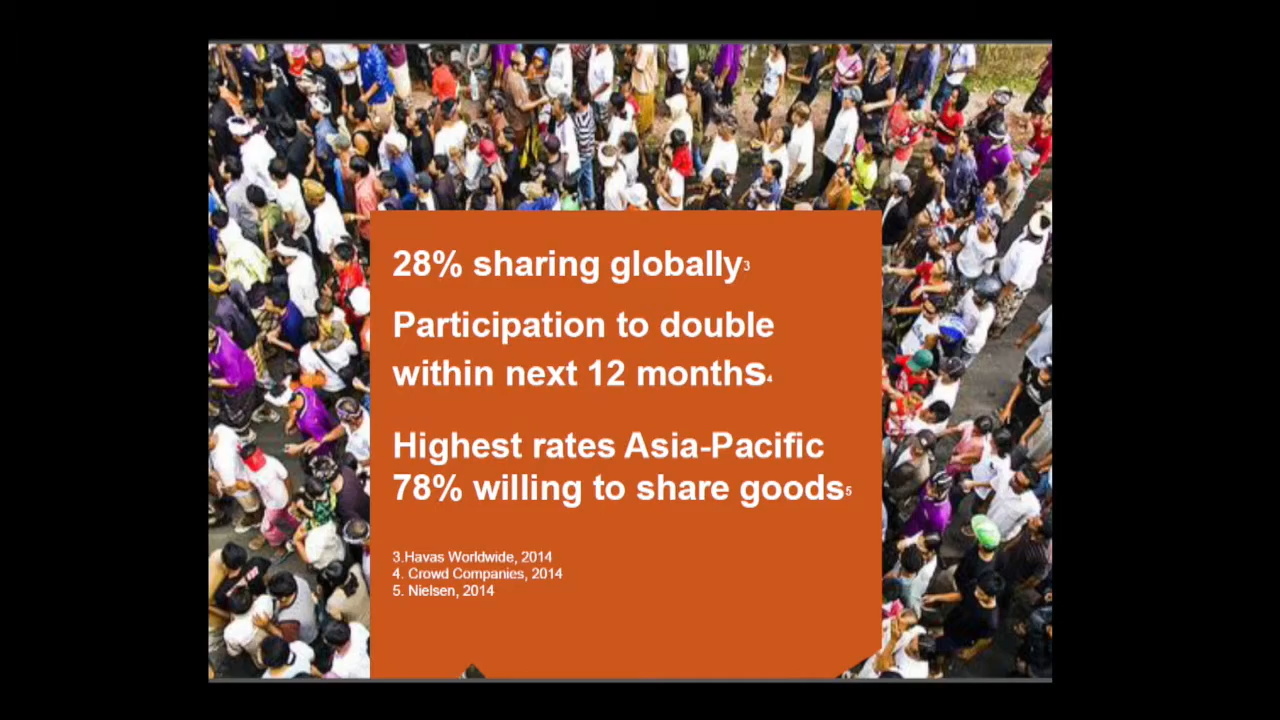 28% sharing globally3
Participation to double
within next 12 months4
Highest rates Asia-Pacific
78% willing to share goods5
3.Havas Worldwide, 2014
4. Crowd Companies, 2014
5. Nielsen, 2014